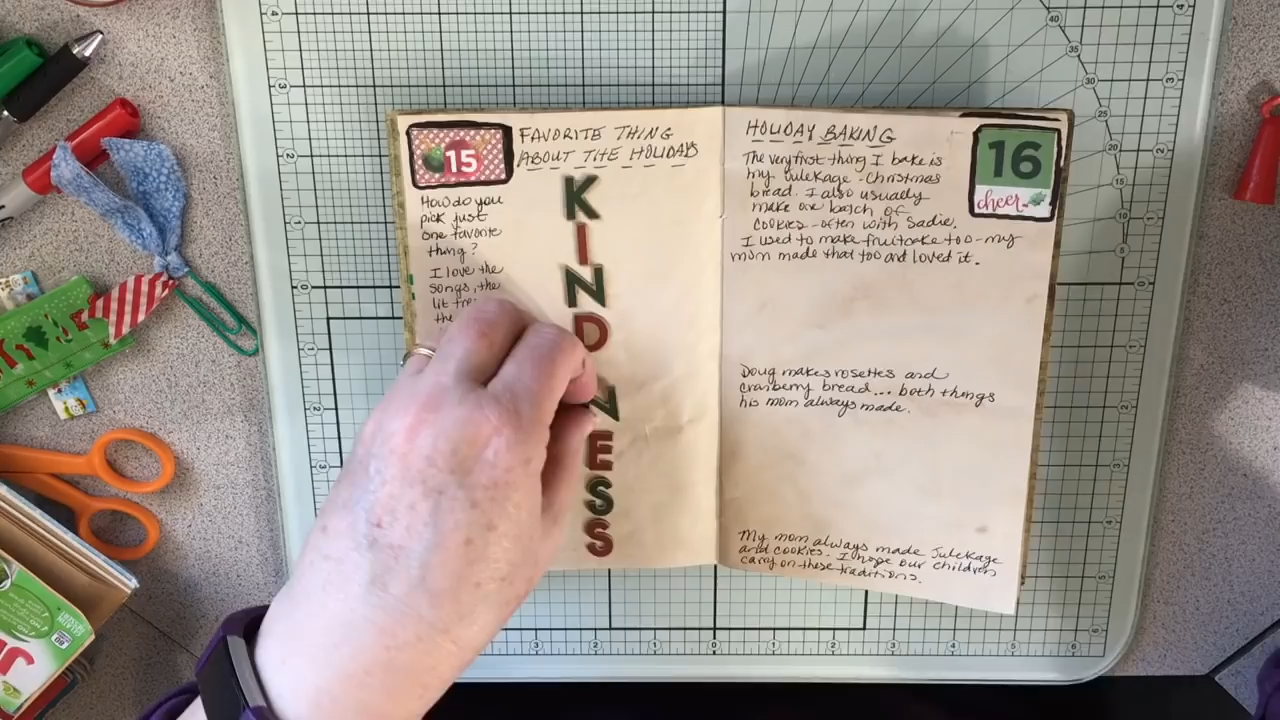 15
FAVORITE THING
ABOUT THE HOLIDAYS
How do you
pick just
one favorite
thing?
I love the
songs, the
lit
the
K
I
N
D
N
E
S
S
HOLIDAY BAKING
16
cheer
The very first thing I bake is
my Julekage - Christmas
bread. I also usually
make one batch of
cookies - often with Sadie.
I used to make fruitcake too - my
mom made that too and loved it.
Doug makes rosettes and
cranberry bread... both things
his mom always made.
My mom always made Julekage
and cookies. I hope our children
carry on these traditions.